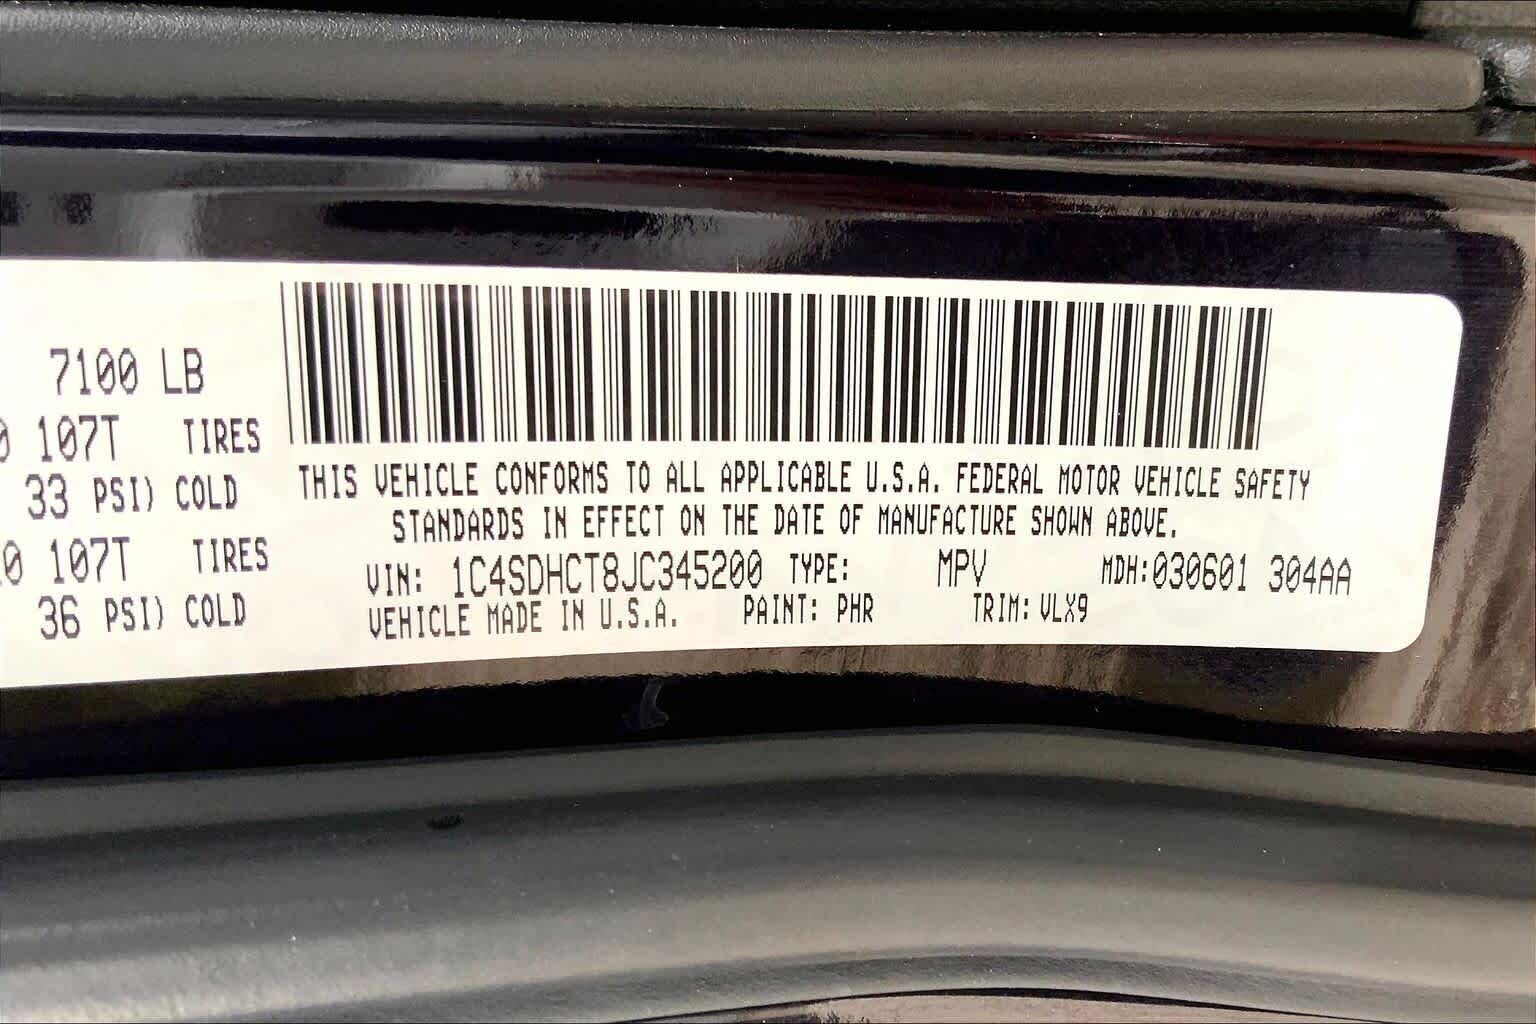 7100 LB
0 107T TIRES
33 PSI) COLD
0 107T TIRES
36 PSI) COLD
THIS VEHICLE CONFORMS TO ALL APPLICABLE U.S.A. FEDERAL MOTOR VEHICLE SAFETY
STANDARDS IN EFFECT ON THE DATE OF MANUFACTURE SHOWN ABOVE.
VIN: 1C4SDHCT8JC345200 TYPE: MPV MDH:030601 304AA
VEHICLE MADE IN U.S.A. PAINT: PHR TRIM: VLX9